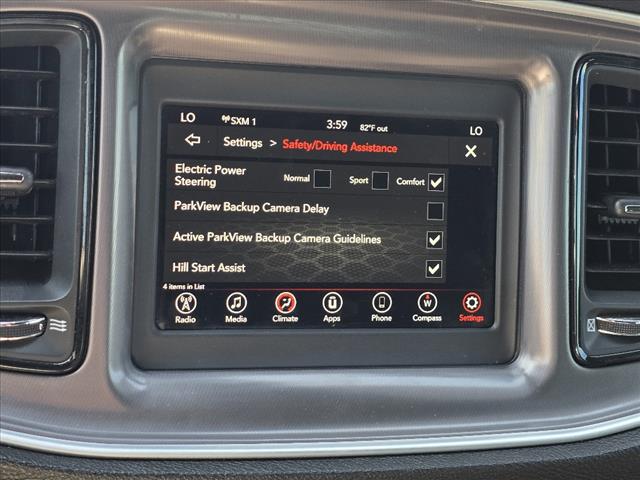 LO SXM 1 3:59 82°F out LO
Settings > Safety/Driving Assistance X
Electric Power
Steering Normal Sport Comfort
ParkView Backup Camera Delay
Active ParkView Backup Camera Guidelines
Hill Start Assist
4 items in List
W
Radio Media Climate Apps Phone Compass Settings